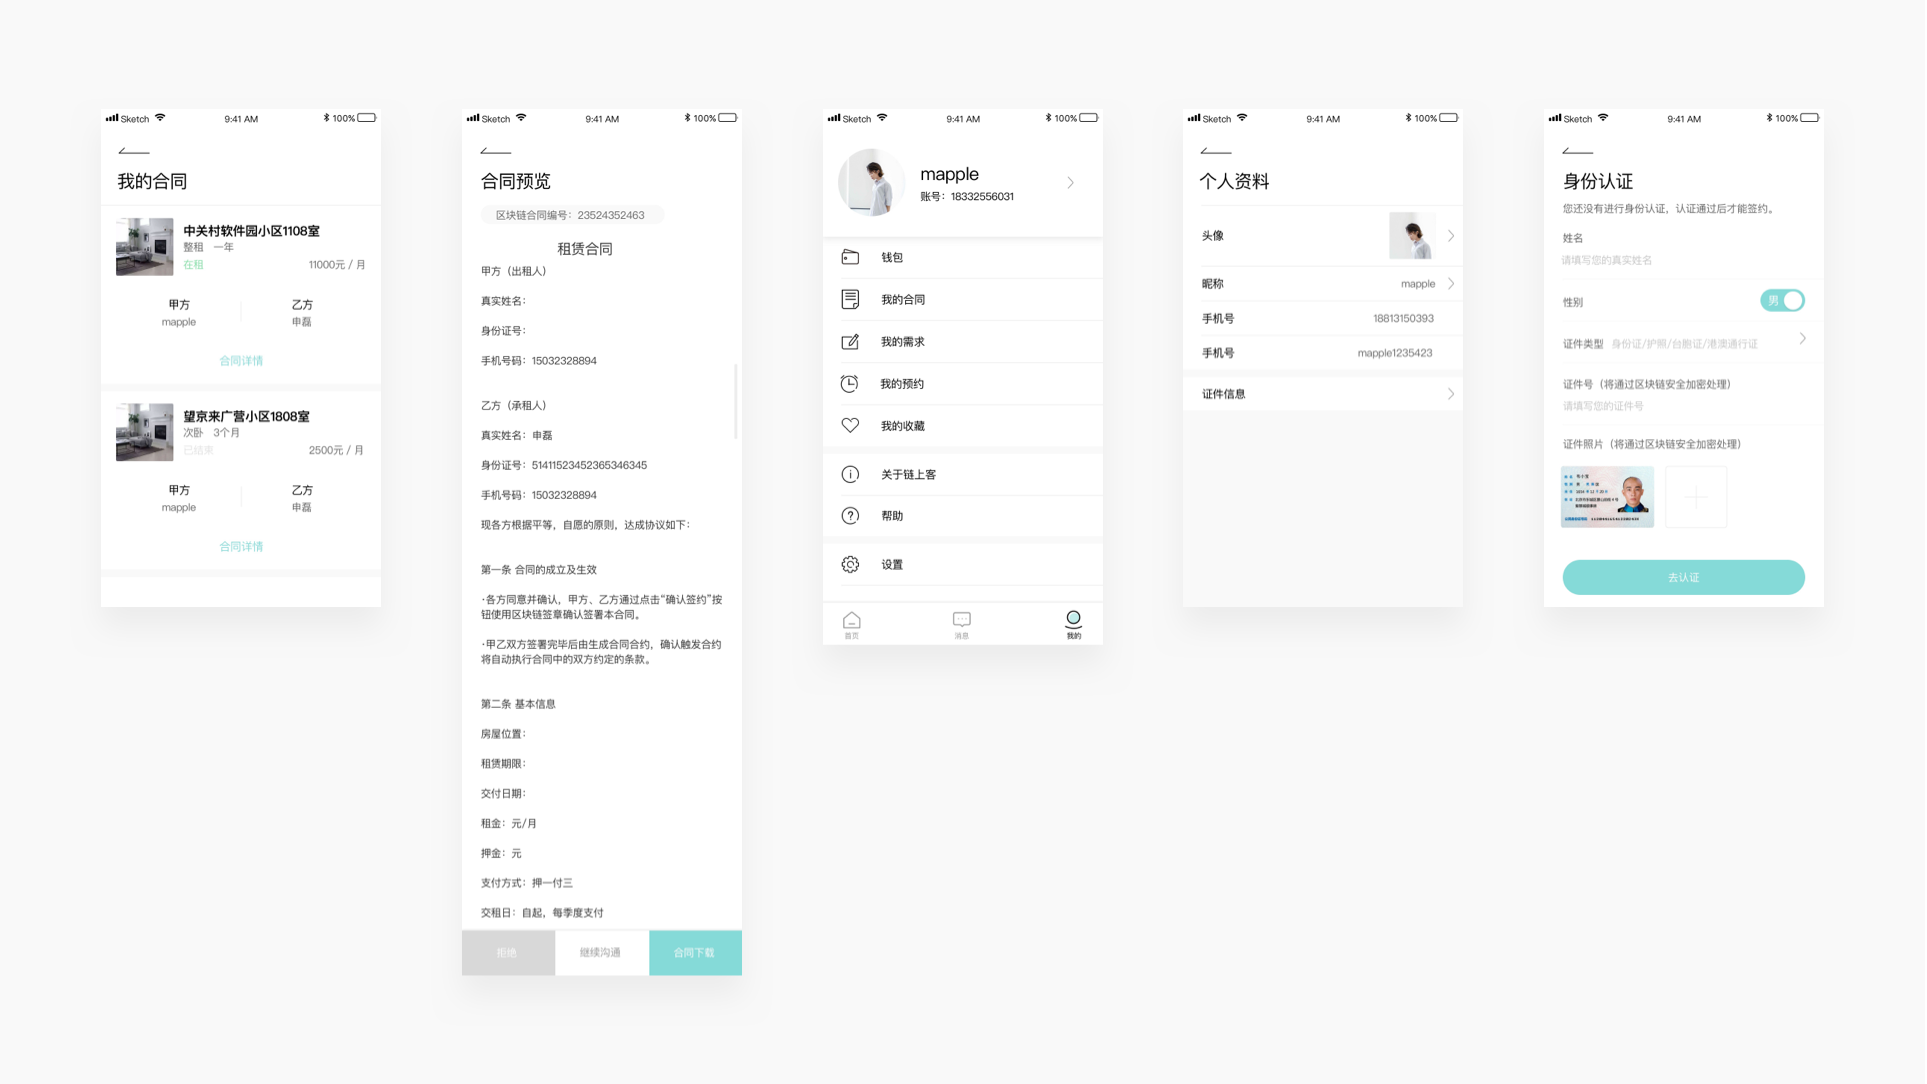 Sketch 9:41 AM 100%
我的合同
中关村软件园小区1108室
整租 一年
在租 11000元 / 月
甲方 乙方
mapple 申磊
合同详情
望京来广营小区1808室
次卧 3个月
已结束 2500元 / 月
甲方 乙方
mapple 申磊
合同详情
Sketch 9:41 AM 100%
合同预览
区块链合同编号：23524352463
租赁合同
甲方（出租人）
真实姓名：
身份证号：
手机号码：15032328894
乙方（承租人）
真实姓名：申磊
身份证号：51411523452365346345
手机号码：15032328894
现各方根据平等，自愿的原则，达成协议如下：
第一条 合同的成立及生效
·各方同意并确认，甲方、乙方通过点击“确认签约”按
钮使用区块链签章确认签署本合同。
·甲乙双方签署完毕后由生成合同合约，确认触发合约
将自动执行合同中的双方约定的条款。
第二条 基本信息
房屋位置：
租赁期限：
交付日期：
租金：元/月
押金：元
支付方式：押一付三
交租日：自起，每季度支付
拒绝 继续沟通 合同下载
Sketch 9:41 AM 100%
mapple
账号：18332556031
钱包
我的合同
我的需求
我的预约
我的收藏
关于链上客
帮助
设置
首页 消息 我的
Sketch 9:41 AM 100%
个人资料
头像
昵称 mapple
手机号 18813150393
手机号 mapple1235423
证件信息
Sketch 9:41 AM 100%
身份认证
您还没有进行身份认证，认证通过后才能签约。
姓名
请填写您的真实姓名
性别 男
证件类型 身份证/护照/台胞证/港澳通行证
证件号（将通过区块链安全加密处理）
请填写您的证件号
证件照片（将通过区块链安全加密处理）
去认证